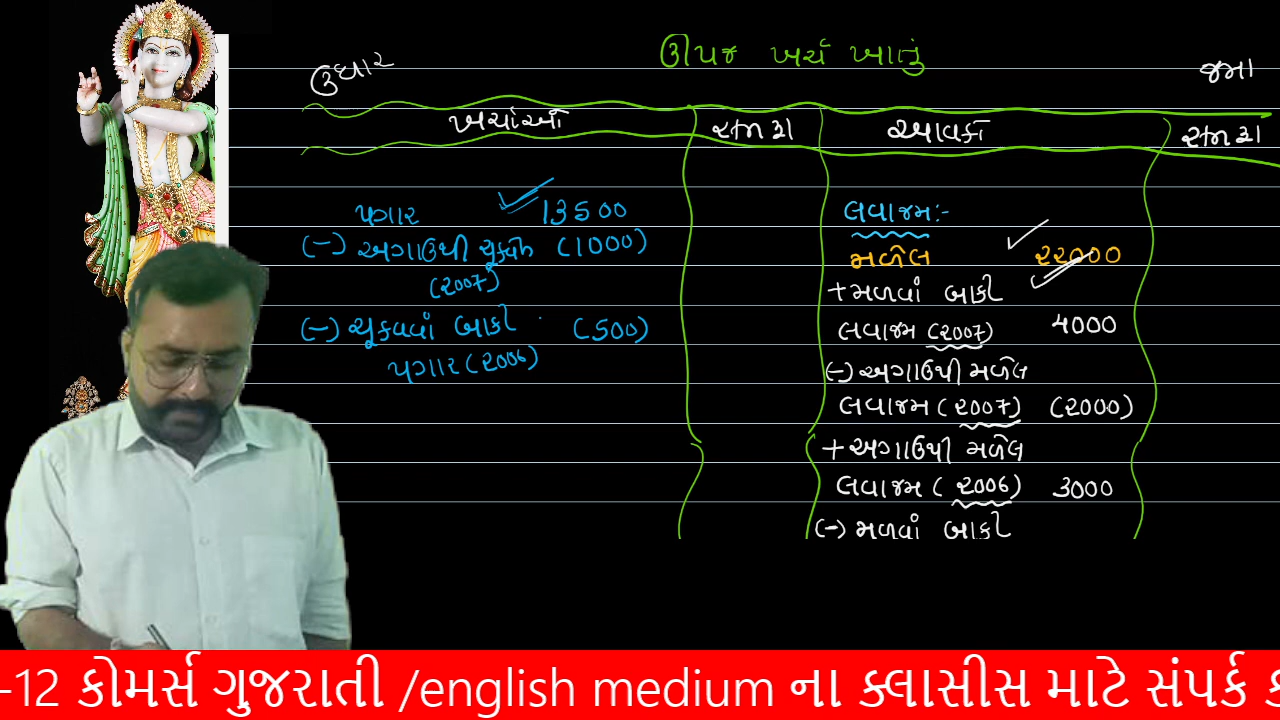 ઊપજ ખર્ચ ખાતું
ઉધાર જમા
ખર્ચાઓ રકમ રૂા આવક રકમ રૂા
પગાર 13500
(-) અગાઉથી ચૂકવેલ (1000)
(2007)
(-) ચૂકવવાં બાકી (500)
પગાર (2006)
લવાજમ:-
મળેલ 22000
+ મળવાં બાકી
લવાજમ (2007) 4000
(-) અગાઉથી મળેલ
લવાજમ (2007) (2000)
+ અગાઉથી મળેલ
લવાજમ (2006) 3000
(-) મળવાં બાકી
-12 કોમર્સ ગુજરાતી /english medium ના ક્લાસીસ માટે સંપર્ક